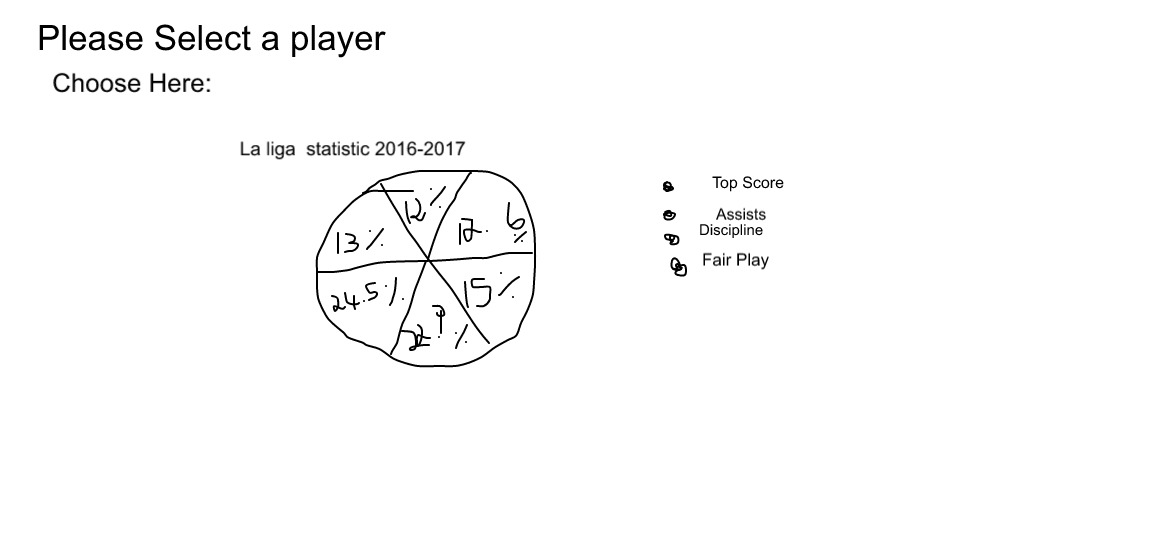 Please Select a player
Choose Here:
La liga statistic 2016-2017
Top Score
Assists
Discipline
Fair Play
12%
12.6%
13%
24.5%
15%